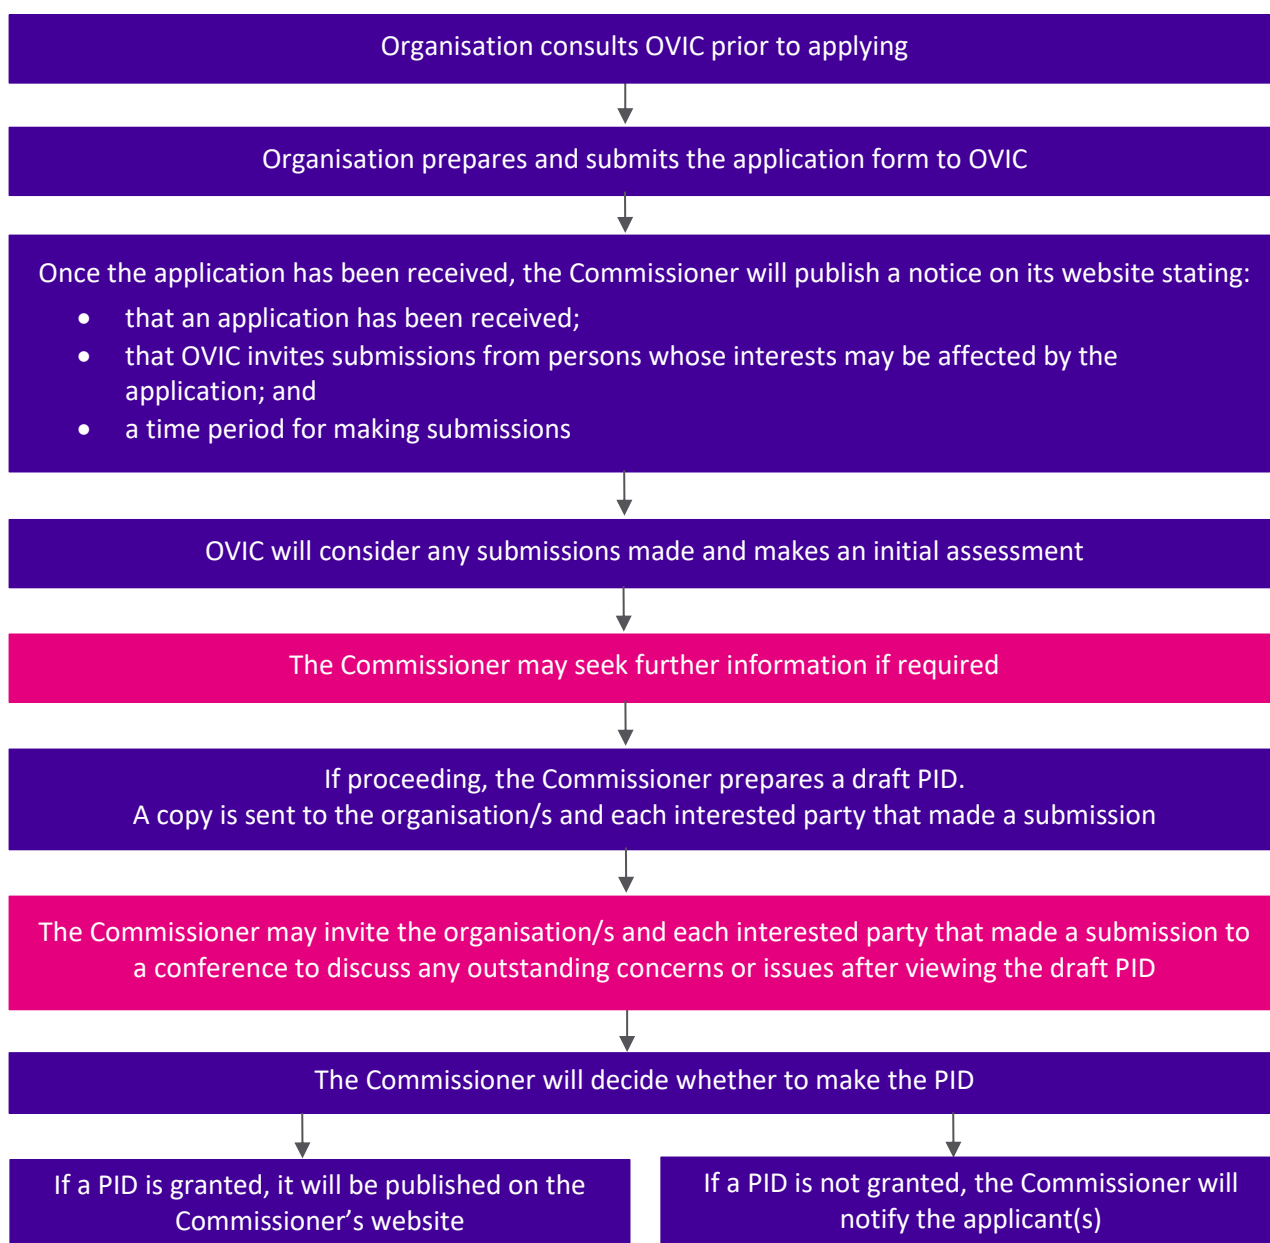 Organisation consults OVIC prior to applying
Organisation prepares and submits the application form to OVIC
Once the application has been received, the Commissioner will publish a notice on its website stating:
• that an application has been received;
• that OVIC invites submissions from persons whose interests may be affected by the
application; and
• a time period for making submissions
OVIC will consider any submissions made and makes an initial assessment
The Commissioner may seek further information if required
If proceeding, the Commissioner prepares a draft PID.
A copy is sent to the organisation/s and each interested party that made a submission
The Commissioner may invite the organisation/s and each interested party that made a submission to
a conference to discuss any outstanding concerns or issues after viewing the draft PID
The Commissioner will decide whether to make the PID
If a PID is granted, it will be published on the
Commissioner’s website
If a PID is not granted, the Commissioner will
notify the applicant(s)